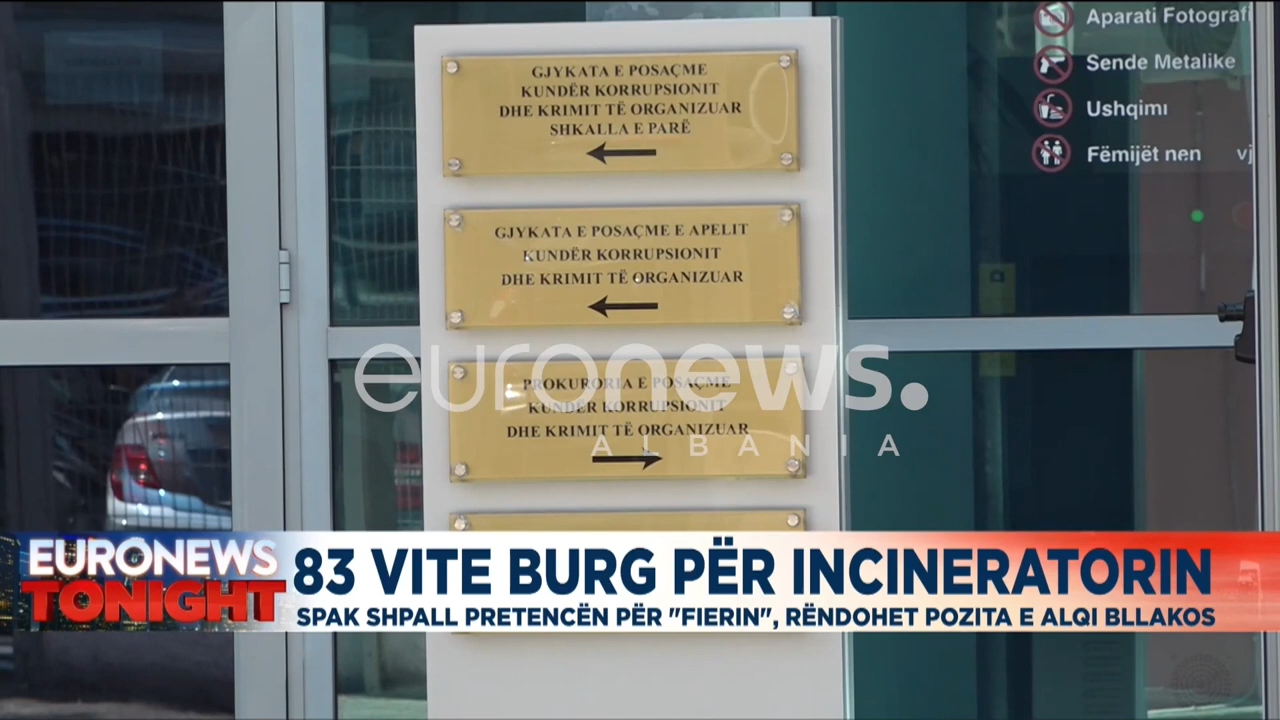 GJYKATA E POSAÇME
KUNDËR KORRUPSIONIT
DHE KRIMIT TË ORGANIZUAR
SHKALLA E PARË
GJYKATA E POSAÇME E APELIT
KUNDËR KORRUPSIONIT
DHE KRIMIT TË ORGANIZUAR
PROKURORIA E POSAÇME
KUNDËR KORRUPSIONIT
DHE KRIMIT TË ORGANIZUAR
Aparati Fotografi
Sende Metalike
Ushqimi
Fëmijët nen vj
euronews.
ALBANIA
EURONEWS
TONIGHT
83 VITE BURG PËR INCINERATORIN
SPAK SHPALL PRETENCËN PËR "FIERIN", RËNDOHET POZITA E ALQI BLLAKOS